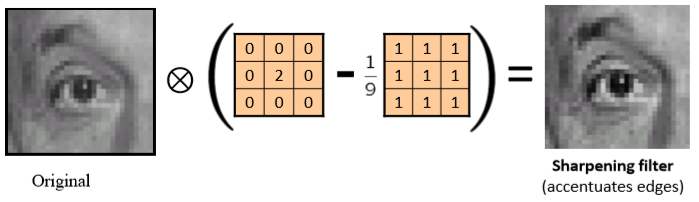 0 0 0
0 2 0
0 0 0
-
1
9
1 1 1
1 1 1
1 1 1
=
Original
Sharpening filter
(accentuates edges)